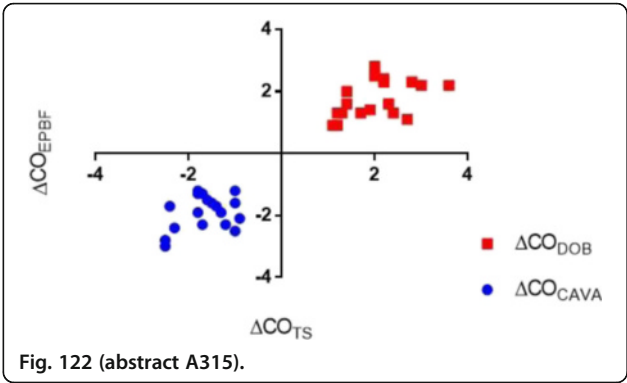 4
2
-4
-2
2
4
-2
-4
ΔCO_EPBF
ΔCO_DOB
ΔCO_CAVA
ΔCO_TS
Fig. 122 (abstract A315).